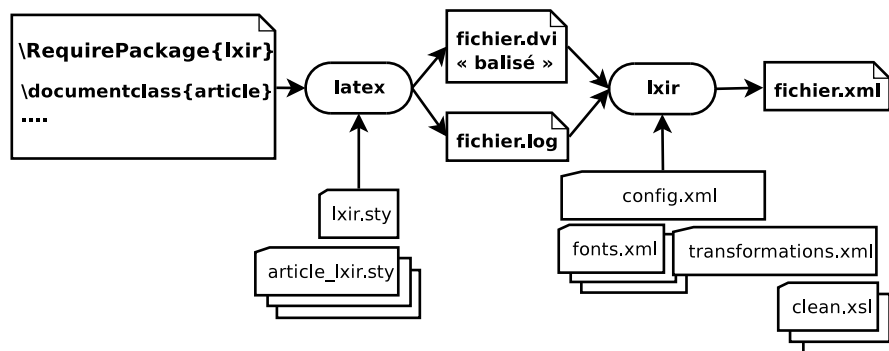 \RequirePackage{lxir}
\documentclass{article}
....
latex
fichier.dvi
« balisé »
fichier.log
lxir
fichier.xml
lxir.sty
article_lxir.sty
config.xml
fonts.xml
transformations.xml
clean.xsl